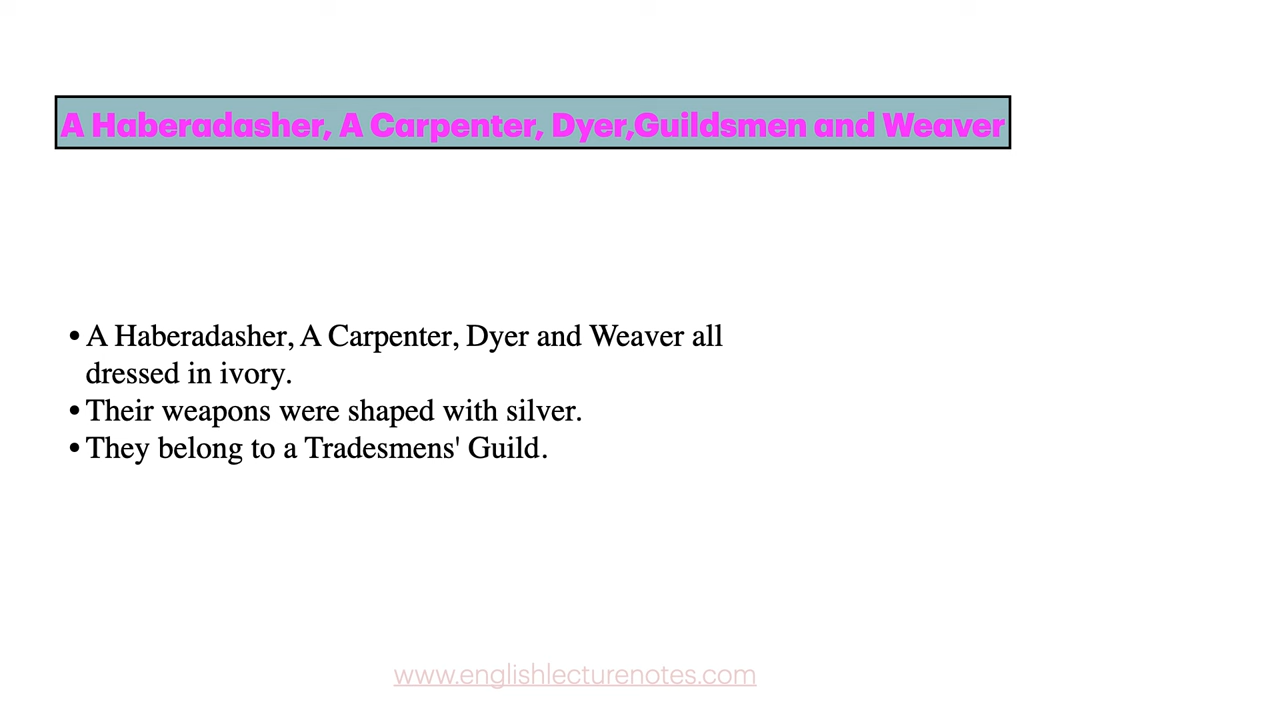 A Haberadasher, A Carpenter, Dyer,Guildsmen and Weaver
• A Haberadasher, A Carpenter, Dyer and Weaver all
dressed in ivory.
• Their weapons were shaped with silver.
• They belong to a Tradesmens' Guild.
www.englishlecturenotes.com